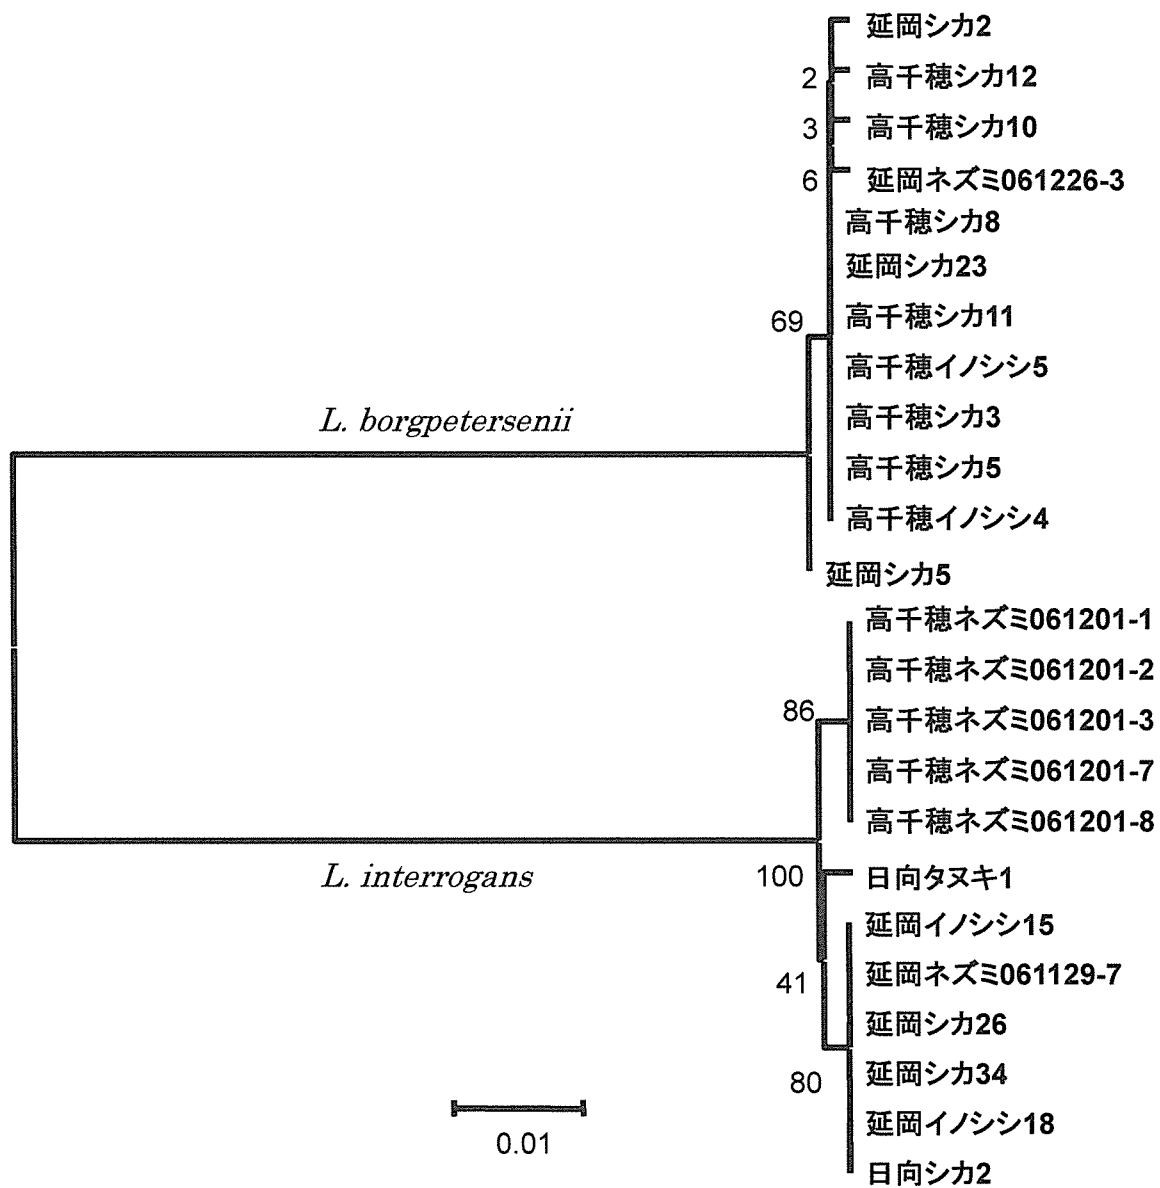 延岡シカ2
2
高千穂シカ12
3
高千穂シカ10
6
延岡ネズミ061226-3
高千穂シカ8
延岡シカ23
69
高千穂シカ11
高千穂イノシシ5
L. borgpetersenii
高千穂シカ3
高千穂シカ5
高千穂イノシシ4
延岡シカ5
高千穂ネズミ061201-1
高千穂ネズミ061201-2
86
高千穂ネズミ061201-3
高千穂ネズミ061201-7
高千穂ネズミ061201-8
L. interrogans
100
日向タヌキ1
延岡イノシシ15
41
延岡ネズミ061129-7
延岡シカ26
80
延岡シカ34
延岡イノシシ18
0.01
日向シカ2